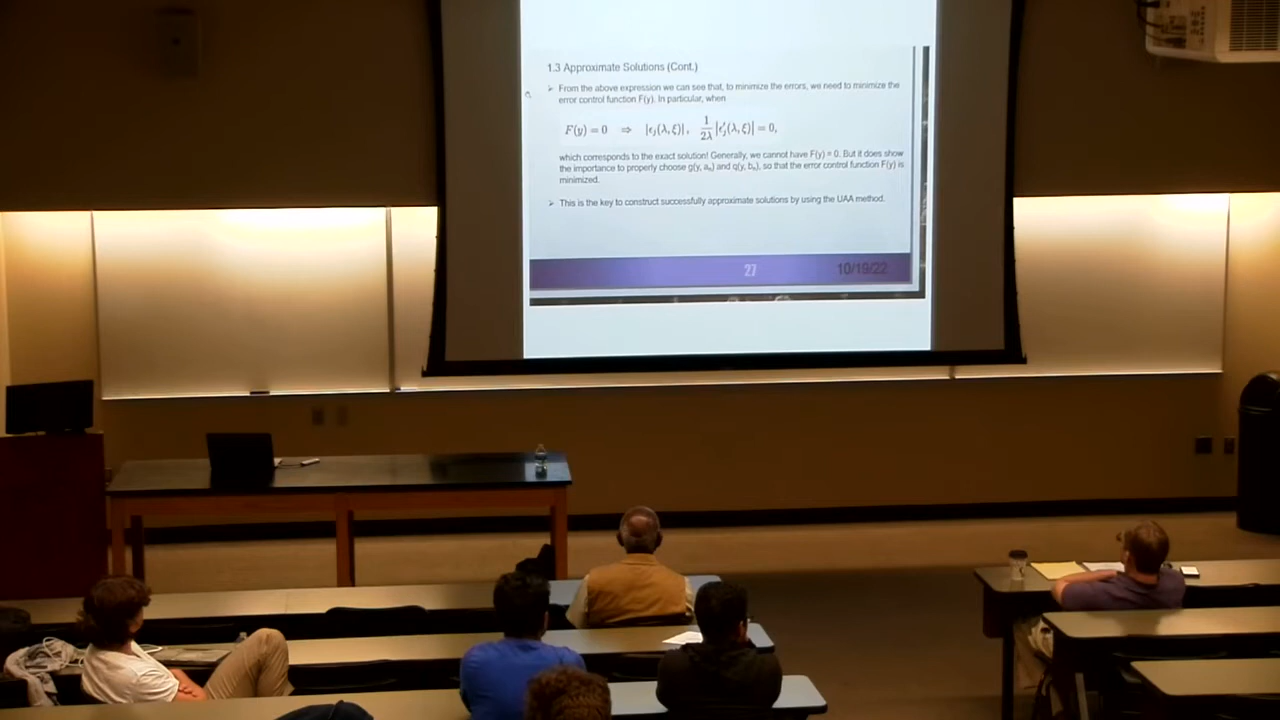 1.3 Approximate Solutions (Cont.)
➢ From the above expression we can see that, to minimize the errors, we need to minimize the
error control function F(y). In particular, when
F(y) = 0 ⇒ |ϵⱼ(λ,ξ)|, 1/2λ |ϵ′ⱼ(λ,ξ)| = 0,
which corresponds to the exact solution! Generally, we cannot have F(y) = 0. But it does show
the importance to properly choose g(y, aₙ) and q(y, bₙ), so that the error control function F(y) is
minimized.
➢ This is the key to construct successfully approximate solutions by using the UAA method.
27 10/19/22